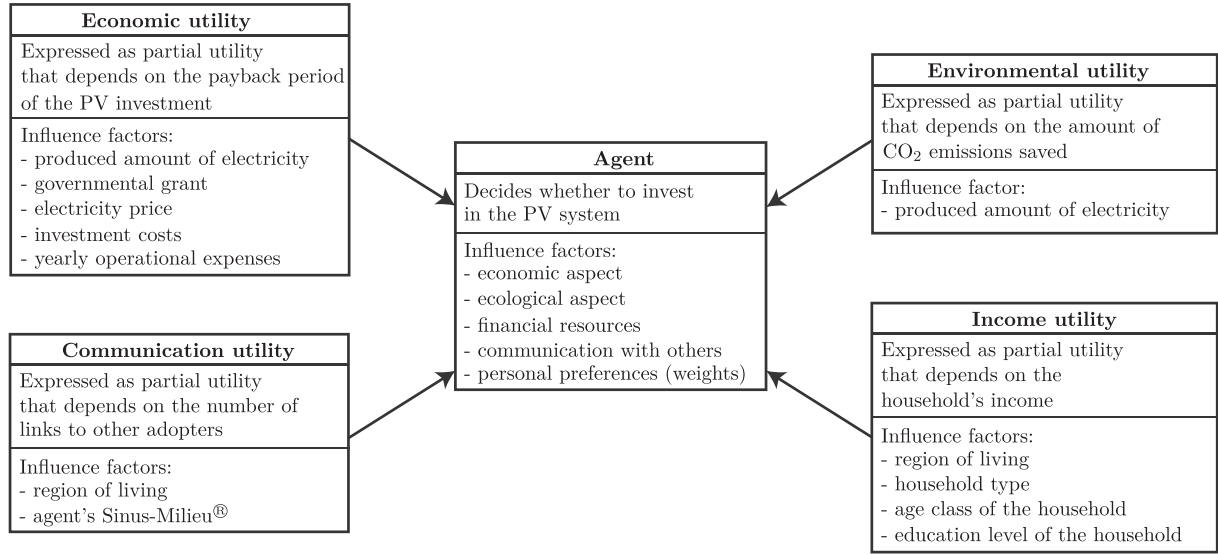 Economic utility
Expressed as partial utility
that depends on the payback period
of the PV investment
Influence factors:
- produced amount of electricity
- governmental grant
- electricity price
- investment costs
- yearly operational expenses
Communication utility
Expressed as partial utility
that depends on the number of
links to other adopters
Influence factors:
- region of living
- agent's Sinus-Milieu®
Agent
Decides whether to invest
in the PV system
Influence factors:
- economic aspect
- ecological aspect
- financial resources
- communication with others
- personal preferences (weights)
Environmental utility
Expressed as partial utility
that depends on the amount of
CO₂ emissions saved
Influence factor:
- produced amount of electricity
Income utility
Expressed as partial utility
that depends on the
household's income
Influence factors:
- region of living
- household type
- age class of the household
- education level of the household